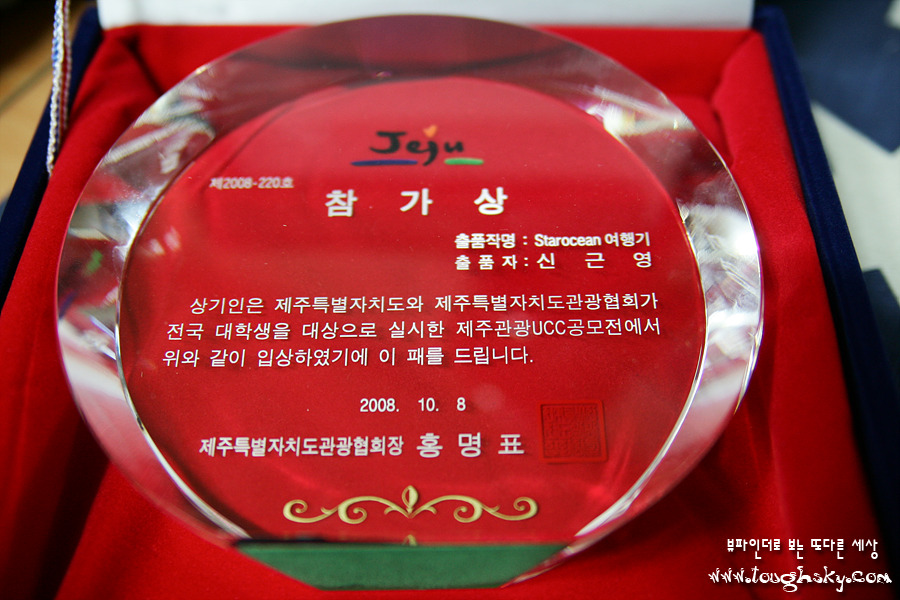 Jeju
제2008-220호
참 가 상
출품작명 : Starocean 여행기
출 품 자 : 신 근 영
상기인은 제주특별자치도와 제주특별자치도관광협회가
전국 대학생을 대상으로 실시한 제주관광UCC공모전에서
위와 같이 입상하였기에 이 패를 드립니다.
2008. 10. 8
제주특별자치도관광협회장 홍 명 표
뷰파인더로 보는 또다른 세상
www.toughsky.com